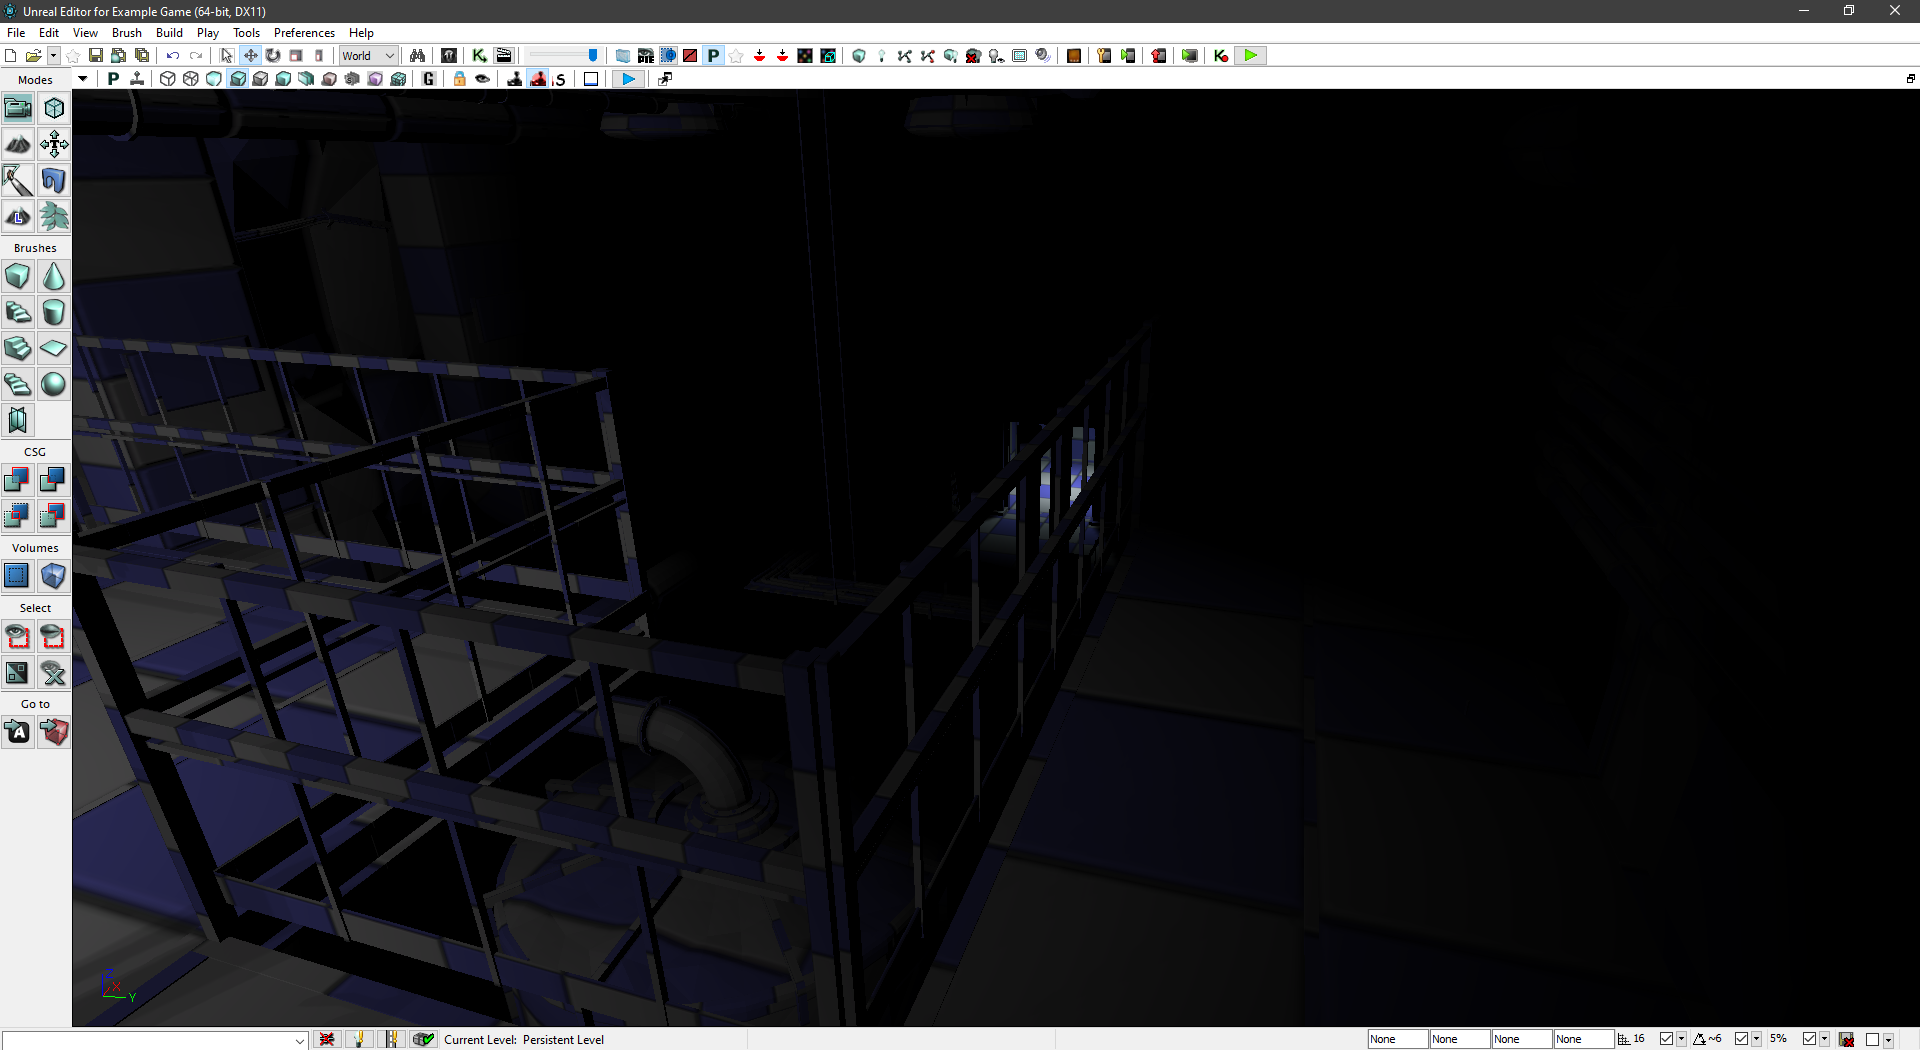 Unreal Editor for Example Game (64-bit, DX11)
File Edit View Brush Build Play Tools Preferences Help
World
P
Modes
P
G
S
L
Brushes
CSG
Volumes
Select
Go to
A
Z
X
Y
Current Level: Persistent Level
None None None None 16 ~6 5%